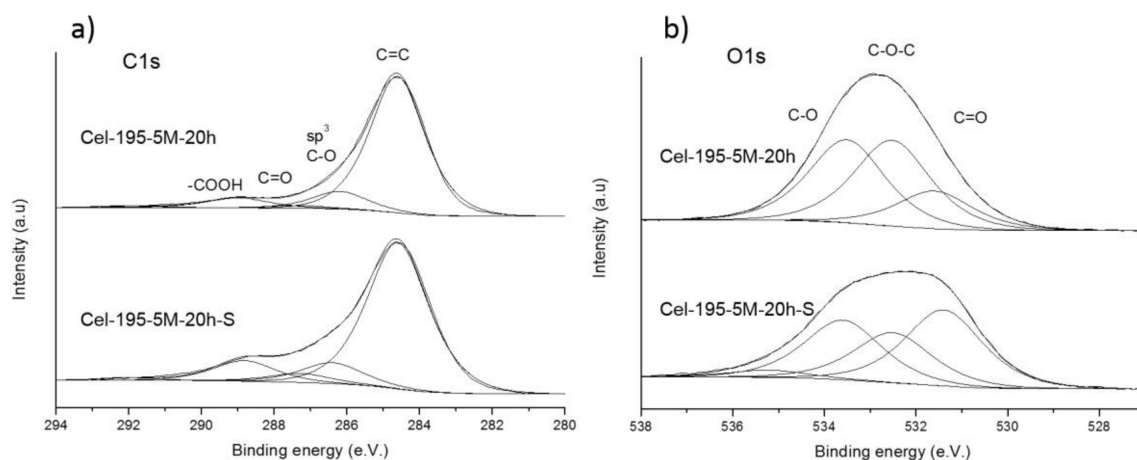 a)
C1s
C=C
Cel-195-5M-20h
sp3
C-O
C=O
-COOH
Cel-195-5M-20h-S
Intensity (a.u)
294 292 290 288 286 284 282 280
Binding energy (e.V.)
b)
O1s
C-O-C
C-O
C=O
Cel-195-5M-20h
Cel-195-5M-20h-S
Intensity (a.u)
538 536 534 532 530 528
Binding energy (e.V.)